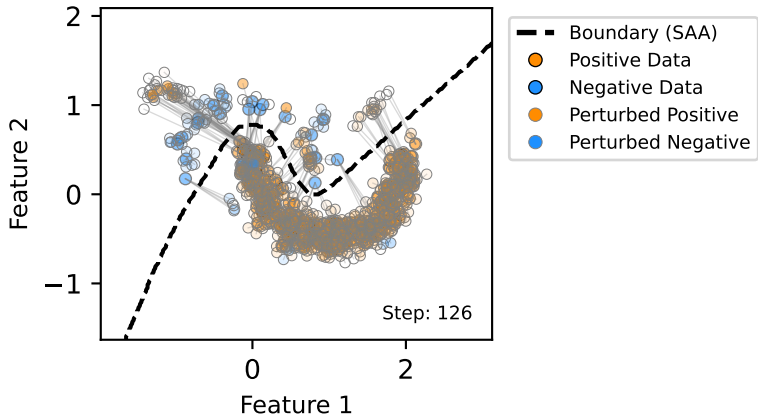 2
1
0
−1
Feature 2
0
2
Feature 1
Step: 126
Boundary (SAA)
Positive Data
Negative Data
Perturbed Positive
Perturbed Negative